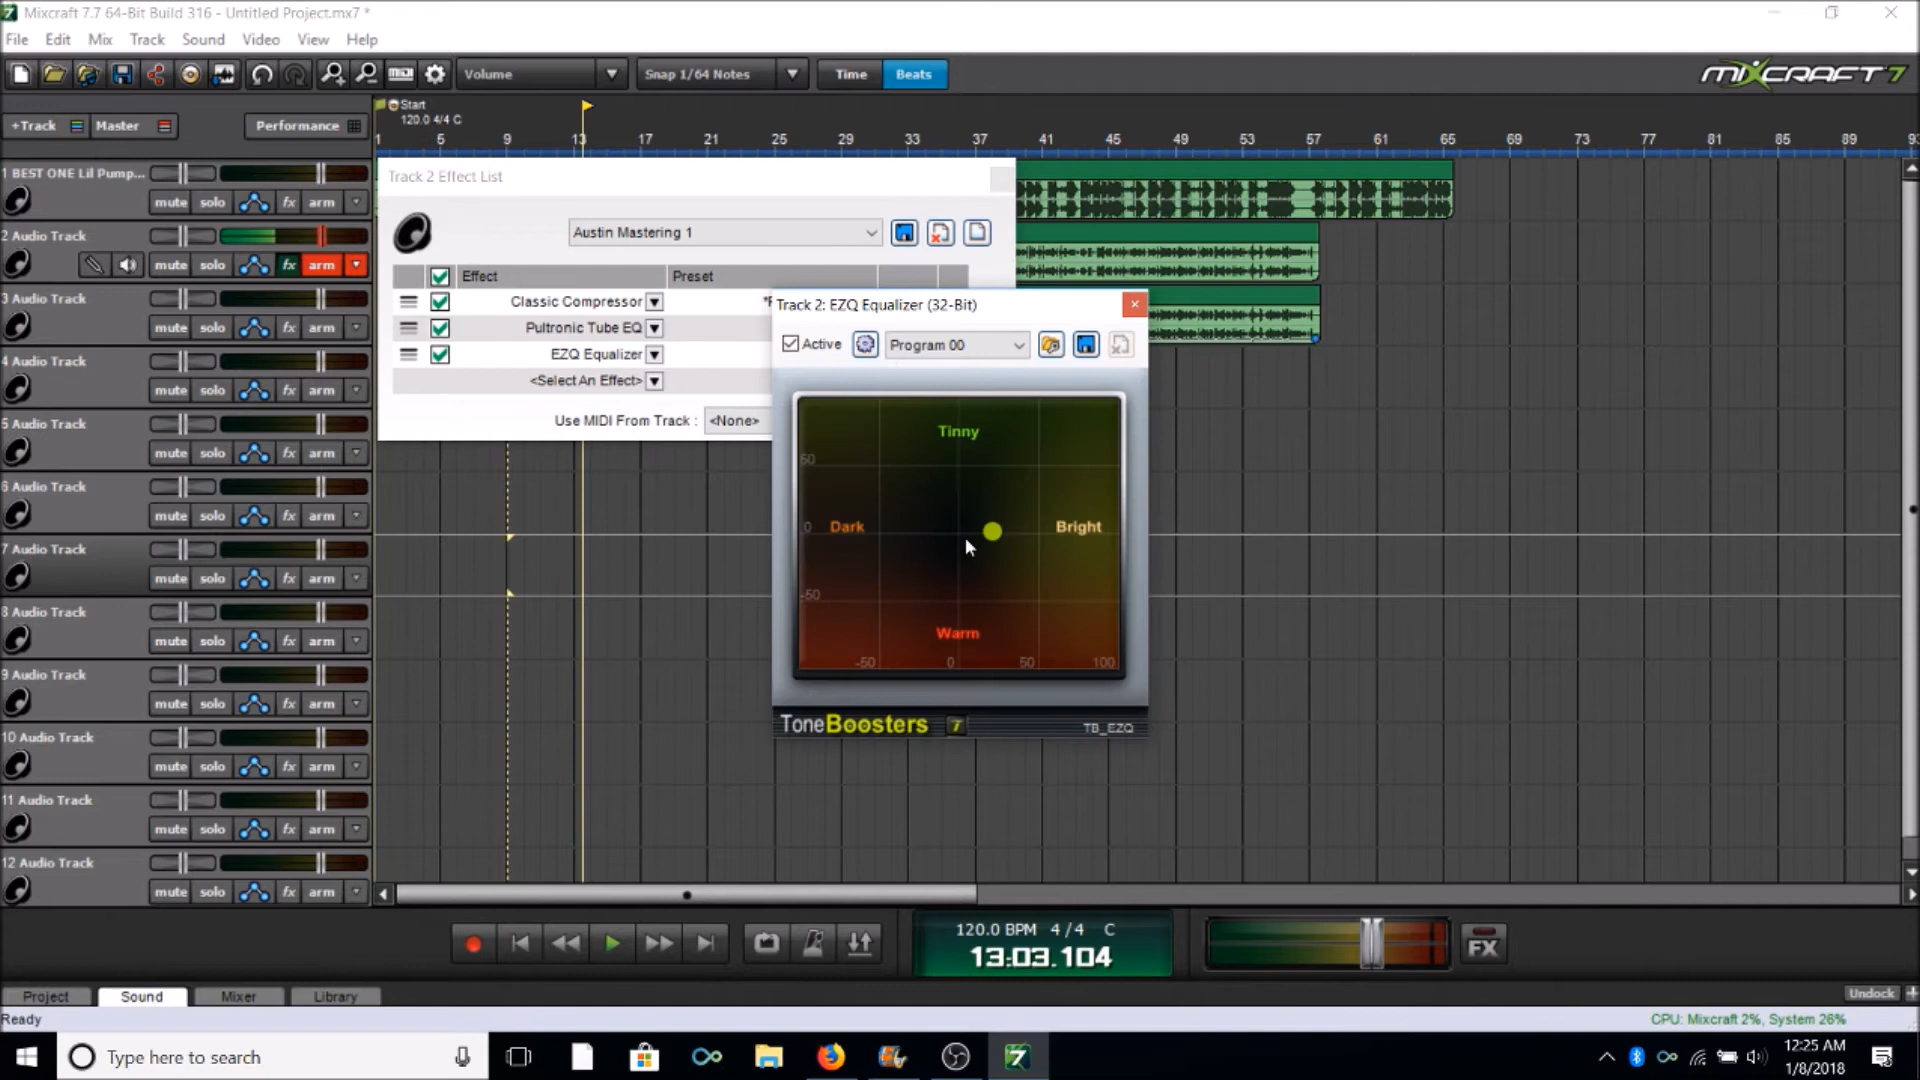 Mixcraft 7.7 64-Bit Build 316 - Untitled Project.mx7 *
File Edit Mix Track Sound Video View Help
Volume Snap 1/64 Notes Time Beats MIXCRAFT 7
Start
120.0 4/4 C
+Track Master Performance
1 5 9 13 17 21 25 29 33 37 41 45 49 53 57 61 65 69 73 77 81 85 89 93
1 BEST ONE Lil Pump...
mute solo fx arm
2 Audio Track
mute solo fx arm
3 Audio Track
mute solo fx arm
4 Audio Track
mute solo fx arm
5 Audio Track
mute solo fx arm
6 Audio Track
mute solo fx arm
7 Audio Track
mute solo fx arm
8 Audio Track
mute solo fx arm
9 Audio Track
mute solo fx arm
10 Audio Track
mute solo fx arm
11 Audio Track
mute solo fx arm
12 Audio Track
mute solo fx arm
Track 2 Effect List
Austin Mastering 1
Effect Preset
Classic Compressor
Pultronic Tube EQ
EZQ Equalizer
<Select An Effect>
Use MIDI From Track : <None>
Track 2: EZQ Equalizer (32-Bit)
Active Program 00
Tinny
50
0 Dark Bright
-50
Warm
-50 0 50 100
ToneBoosters 7 TB_EZQ
120.0 BPM 4/4 C
13:03.104
FX
Project Sound Mixer Library Undock
Ready CPU: Mixcraft 2%, System 26%
Type here to search
12:25 AM
1/8/2018